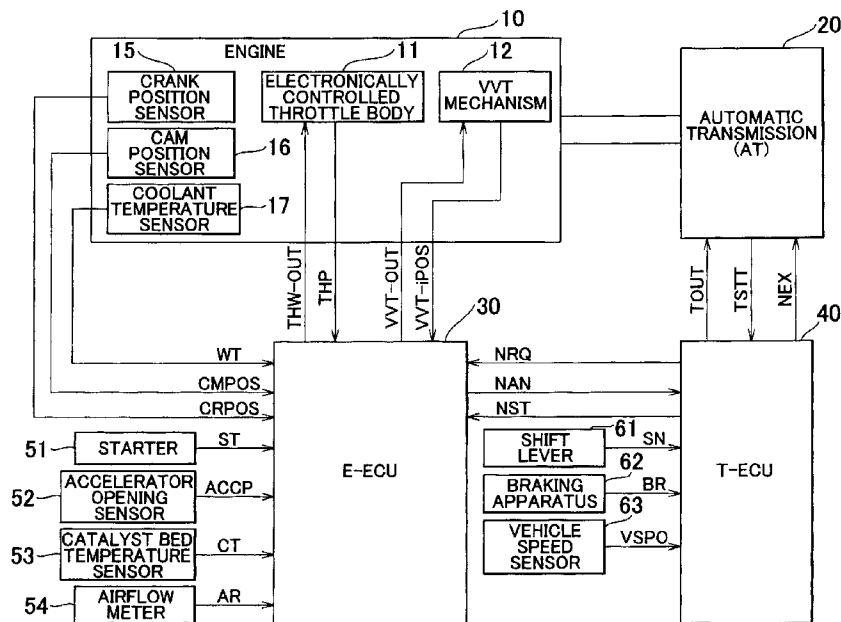 10
20
15
ENGINE
11
12
CRANK
POSITION
SENSOR
ELECTRONICALLY
CONTROLLED
THROTTLE BODY
VVT
MECHANISM
CAM
POSITION
SENSOR
16
AUTOMATIC
TRANSMISSION
(AT)
COOLANT
TEMPERATURE
SENSOR
17
THW-OUT
THP
VVT-OUT
VVT-iPOS
30
TOUT
TSTT
NEX
40
WT
CMPOS
CRPOS
NRQ
NAN
NST
51
STARTER
ST
E-ECU
61
SHIFT
LEVER
SN
T-ECU
52
ACCELERATOR
OPENING
SENSOR
ACCP
62
BRAKING
APPARATUS
BR
53
CATALYST BED
TEMPERATURE
SENSOR
CT
63
VEHICLE
SPEED
SENSOR
VSPO
54
AIRFLOW
METER
AR